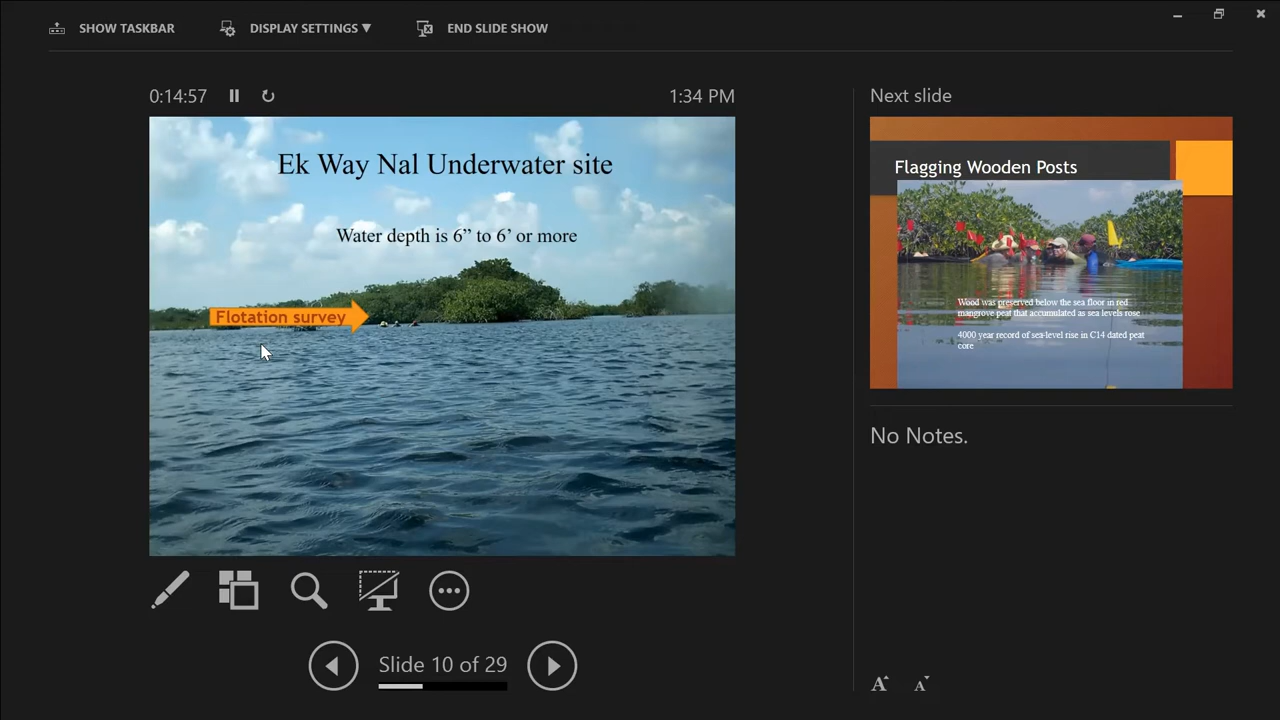 SHOW TASKBAR
DISPLAY SETTINGS ▼
END SLIDE SHOW
0:14:57
1:34 PM
Ek Way Nal Underwater site
Water depth is 6” to 6’ or more
Flotation survey
Next slide
Flagging Wooden Posts
Wood was preserved below the sea floor in red
mangrove peat that accumulated as sea levels rose
4000 year record of sea-level rise in C14 dated peat
core
No Notes.
Slide 10 of 29
A A